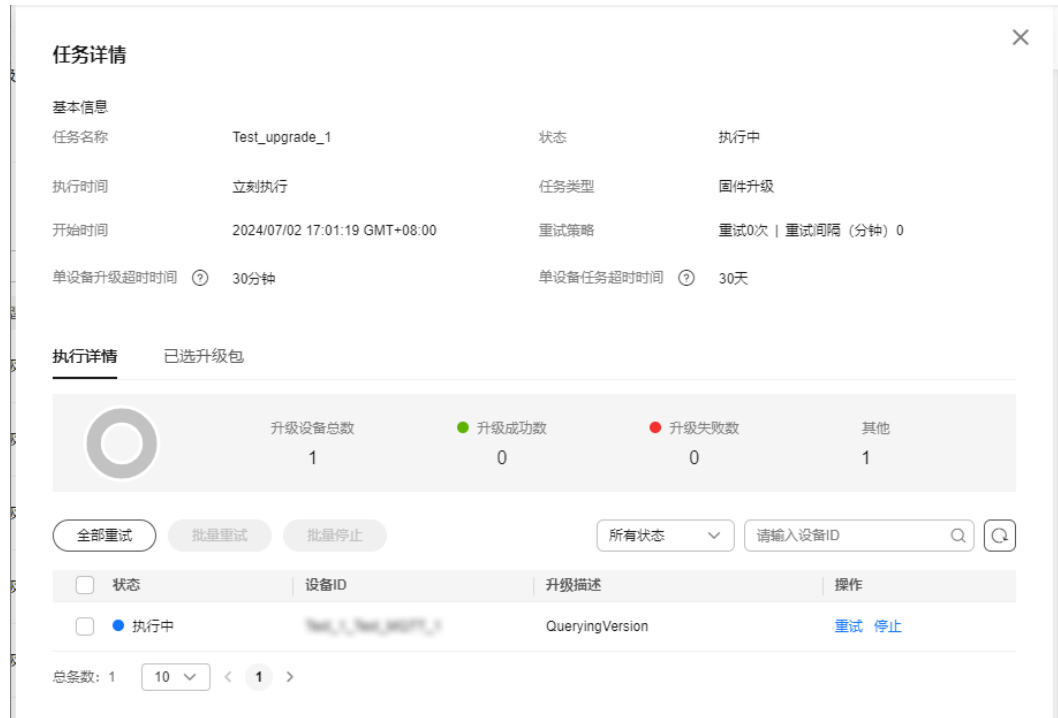 任务详情
基本信息
任务名称 Test_upgrade_1 状态 执行中
执行时间 立刻执行 任务类型 固件升级
开始时间 2024/07/02 17:01:19 GMT+08:00 重试策略 重试0次 | 重试间隔（分钟）0
单设备升级超时时间 ? 30分钟 单设备任务超时时间 ? 30天
执行详情 已选升级包
升级设备总数 升级成功数 升级失败数 其他
1 0 0 1
全部重试 批量重试 批量停止 所有状态 请输入设备ID
状态 设备ID 升级描述 操作
执行中 QueryingVersion 重试 停止
总条数：1 10 < 1 >